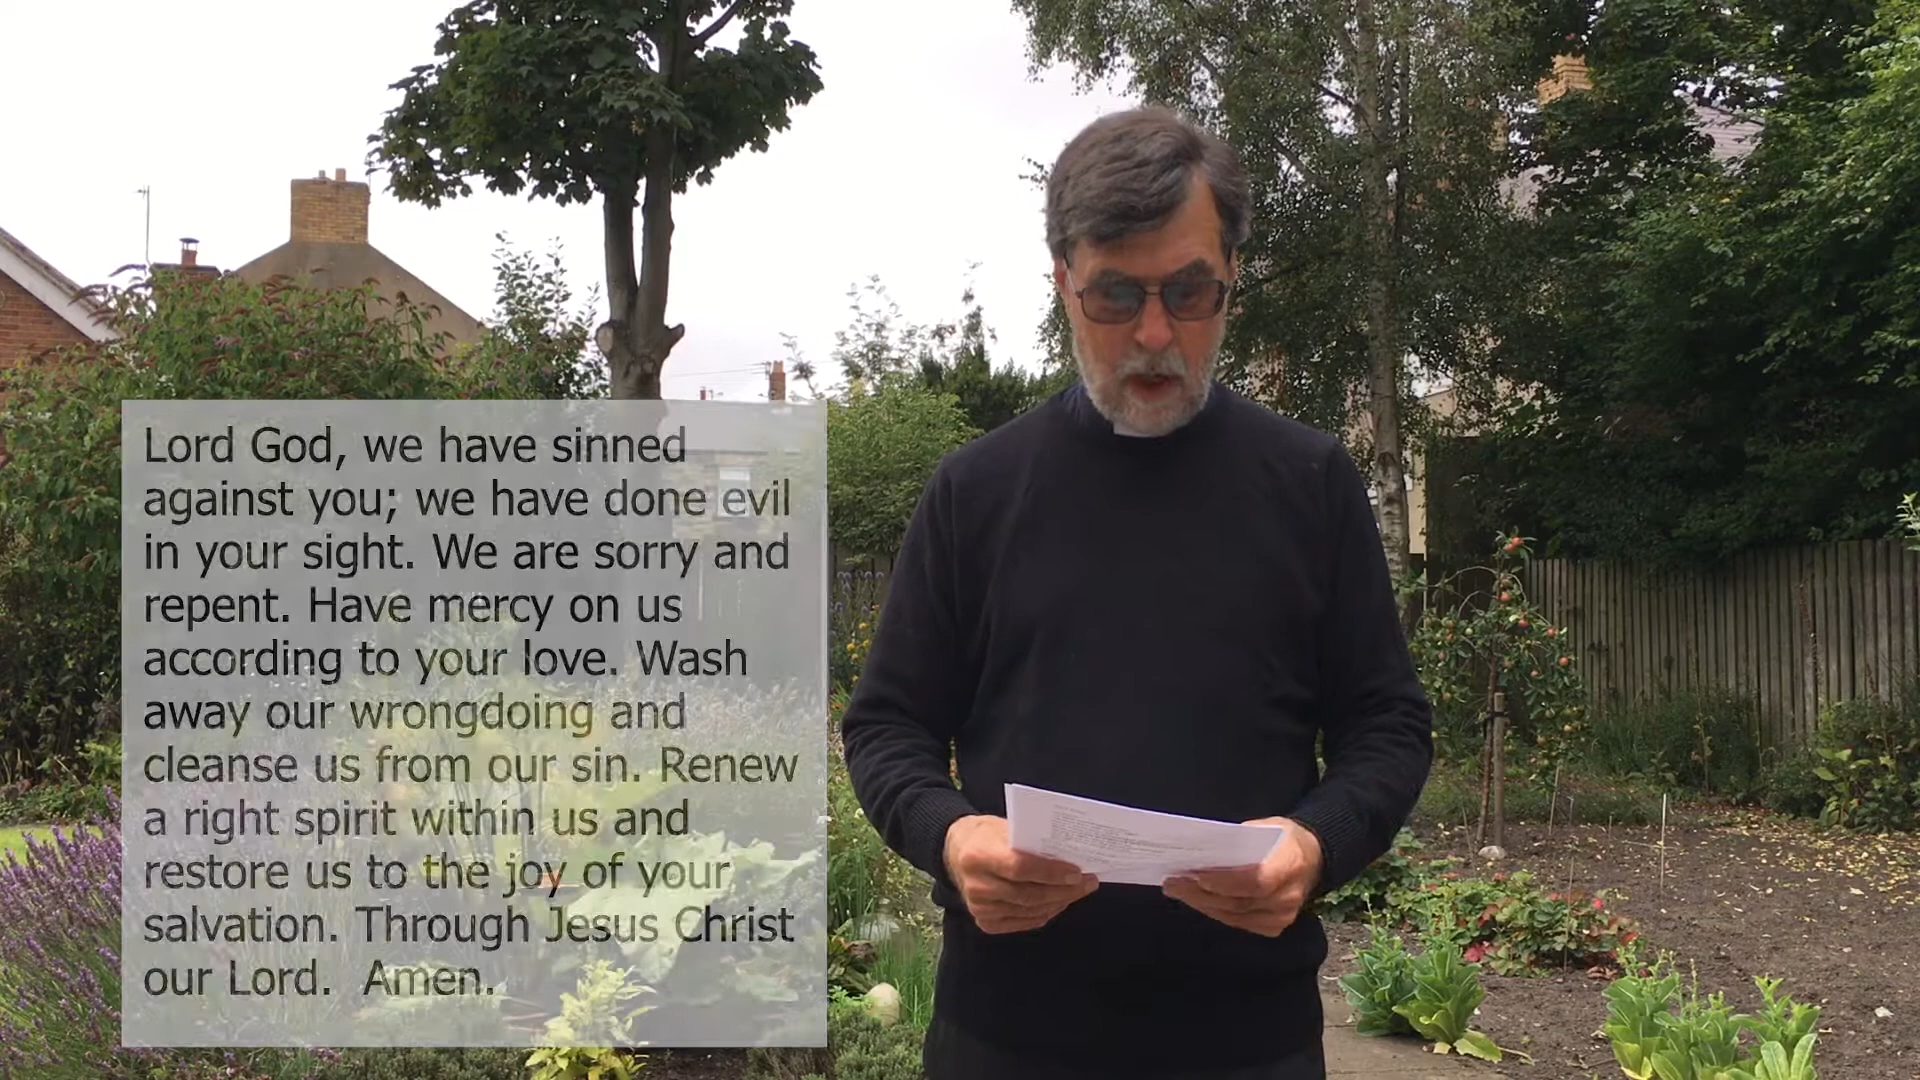 Lord God, we have sinned
against you; we have done evil
in your sight. We are sorry and
repent. Have mercy on us
according to your love. Wash
away our wrongdoing and
cleanse us from our sin. Renew
a right spirit within us and
restore us to the joy of your
salvation. Through Jesus Christ
our Lord.  Amen.